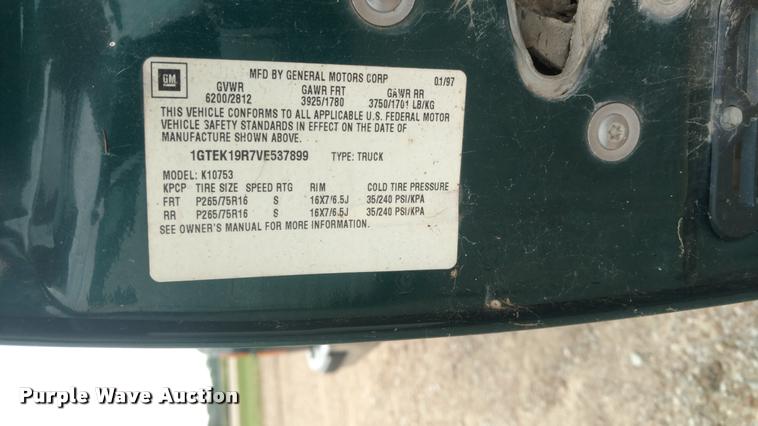 GM
MFD BY GENERAL MOTORS CORP 01/97
GVWR GAWR FRT GAWR RR
6200/2812 3925/1780 3750/1701 LB/KG
THIS VEHICLE CONFORMS TO ALL APPLICABLE U.S. FEDERAL MOTOR
VEHICLE SAFETY STANDARDS IN EFFECT ON THE DATE OF
MANUFACTURE SHOWN ABOVE.
1GTEK19R7VE537899 TYPE: TRUCK
MODEL: K10753
KPCP TIRE SIZE SPEED RTG RIM COLD TIRE PRESSURE
FRT P265/75R16 S 16X7/6.5J 35/240 PSI/KPA
RR P265/75R16 S 16X7/6.5J 35/240 PSI/KPA
SEE OWNER'S MANUAL FOR MORE INFORMATION.
Purple Wave Auction